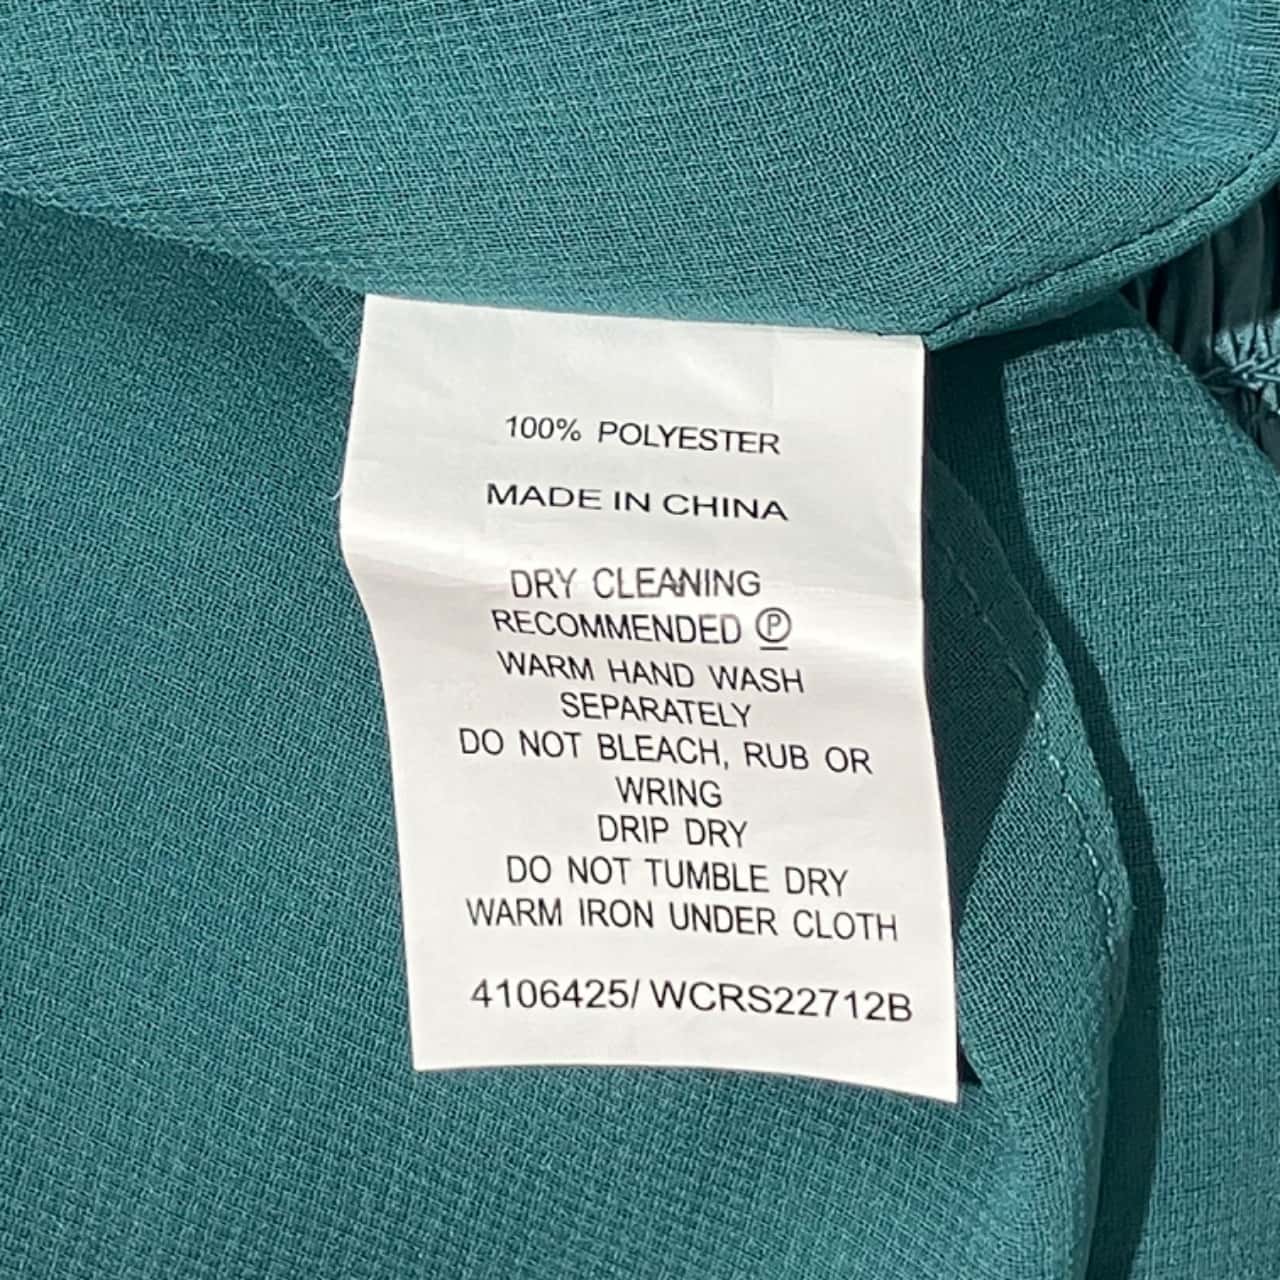 100% POLYESTER
MADE IN CHINA
DRY CLEANING
RECOMMENDED Ⓟ
WARM HAND WASH
SEPARATELY
DO NOT BLEACH, RUB OR
WRING
DRIP DRY
DO NOT TUMBLE DRY
WARM IRON UNDER CLOTH
4106425/ WCRS22712B